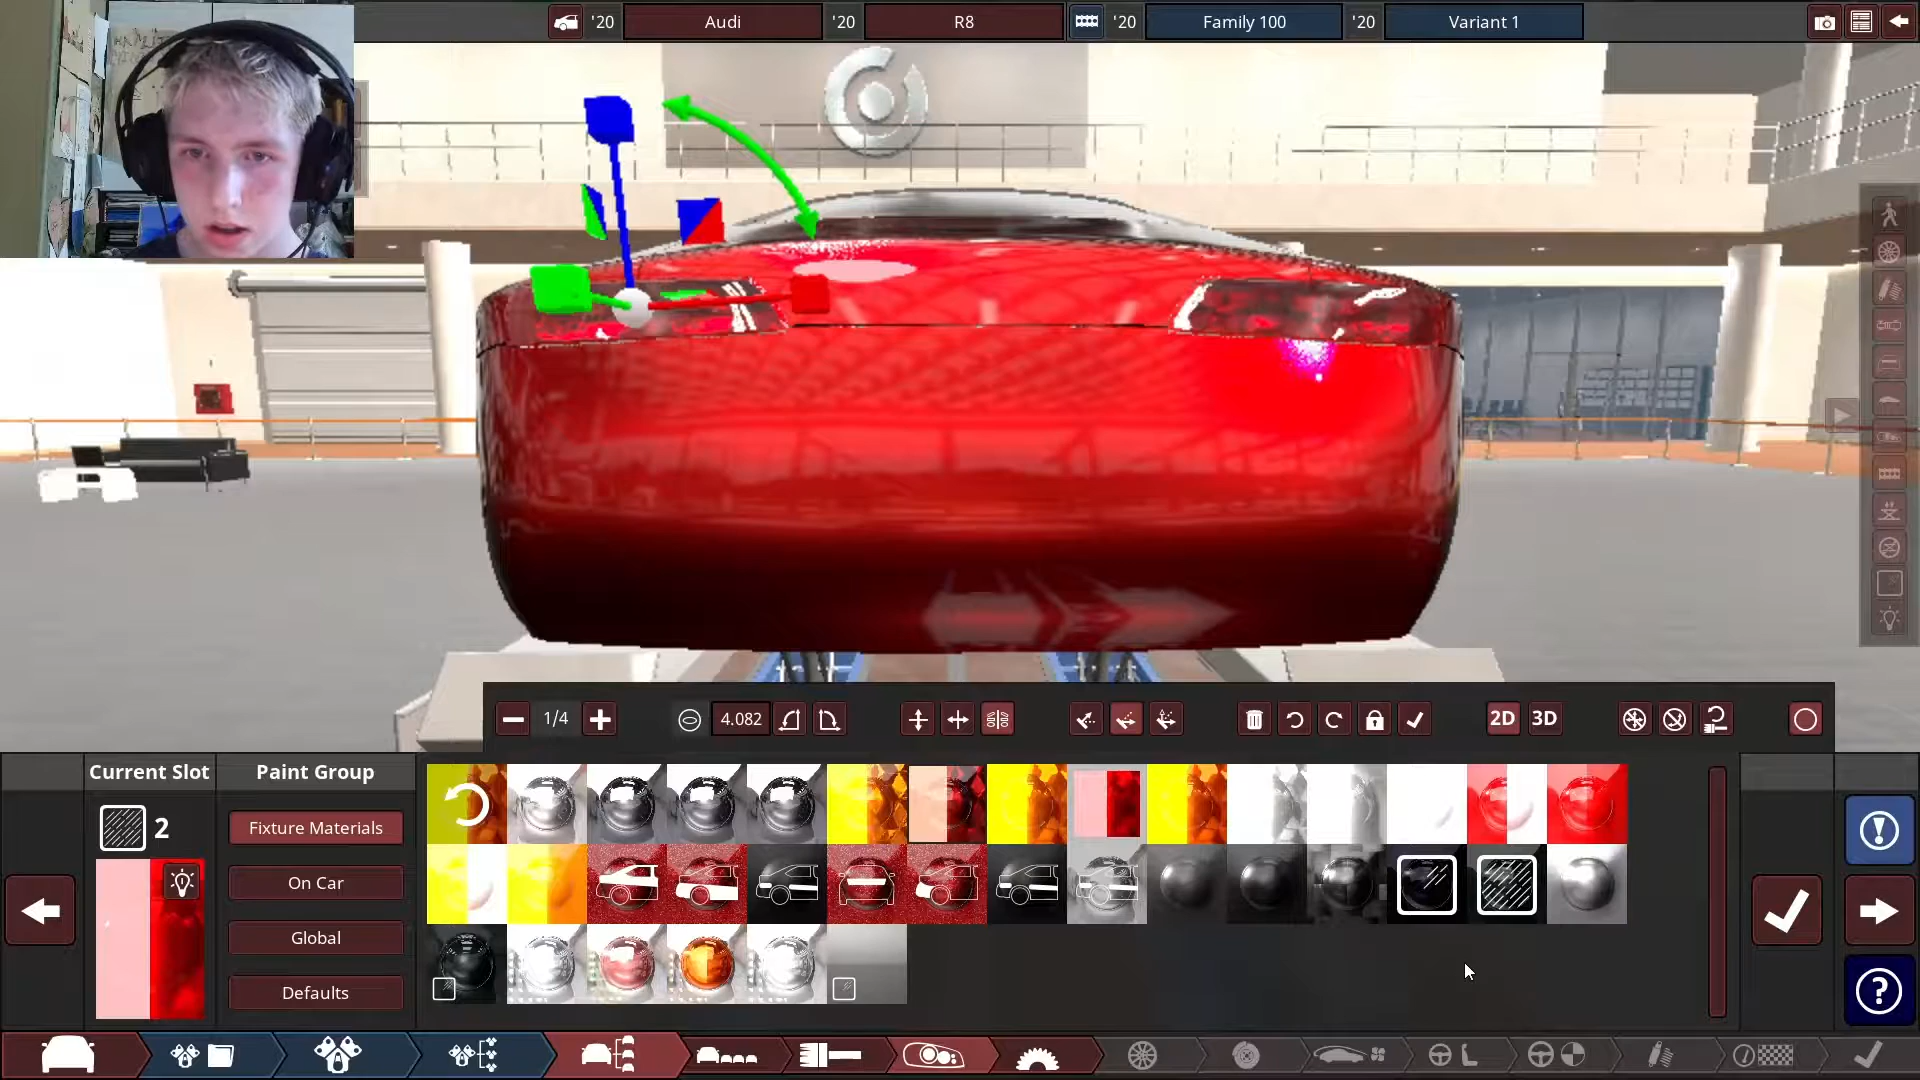 '20 Audi '20 R8 '20 Family 100 '20 Variant 1
1/4 4.082 2D 3D
Current Slot Paint Group
2 Fixture Materials
On Car
Global
Defaults